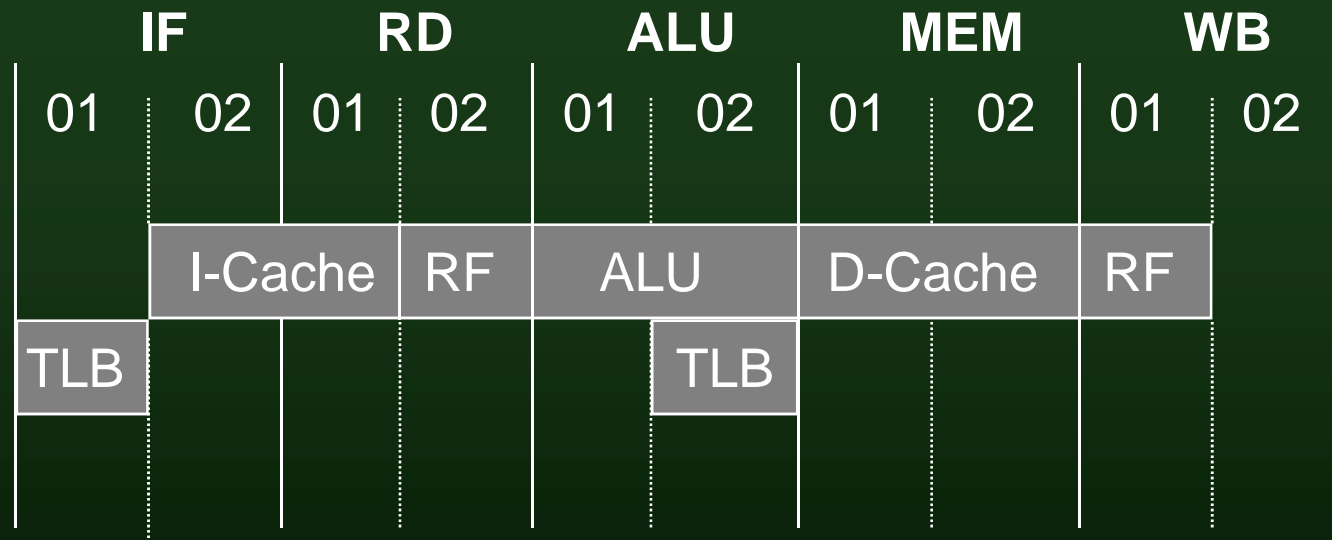 IF RD ALU MEM WB
01 02 01 02 01 02 01 02 01 02
I-Cache RF ALU D-Cache RF
TLB TLB